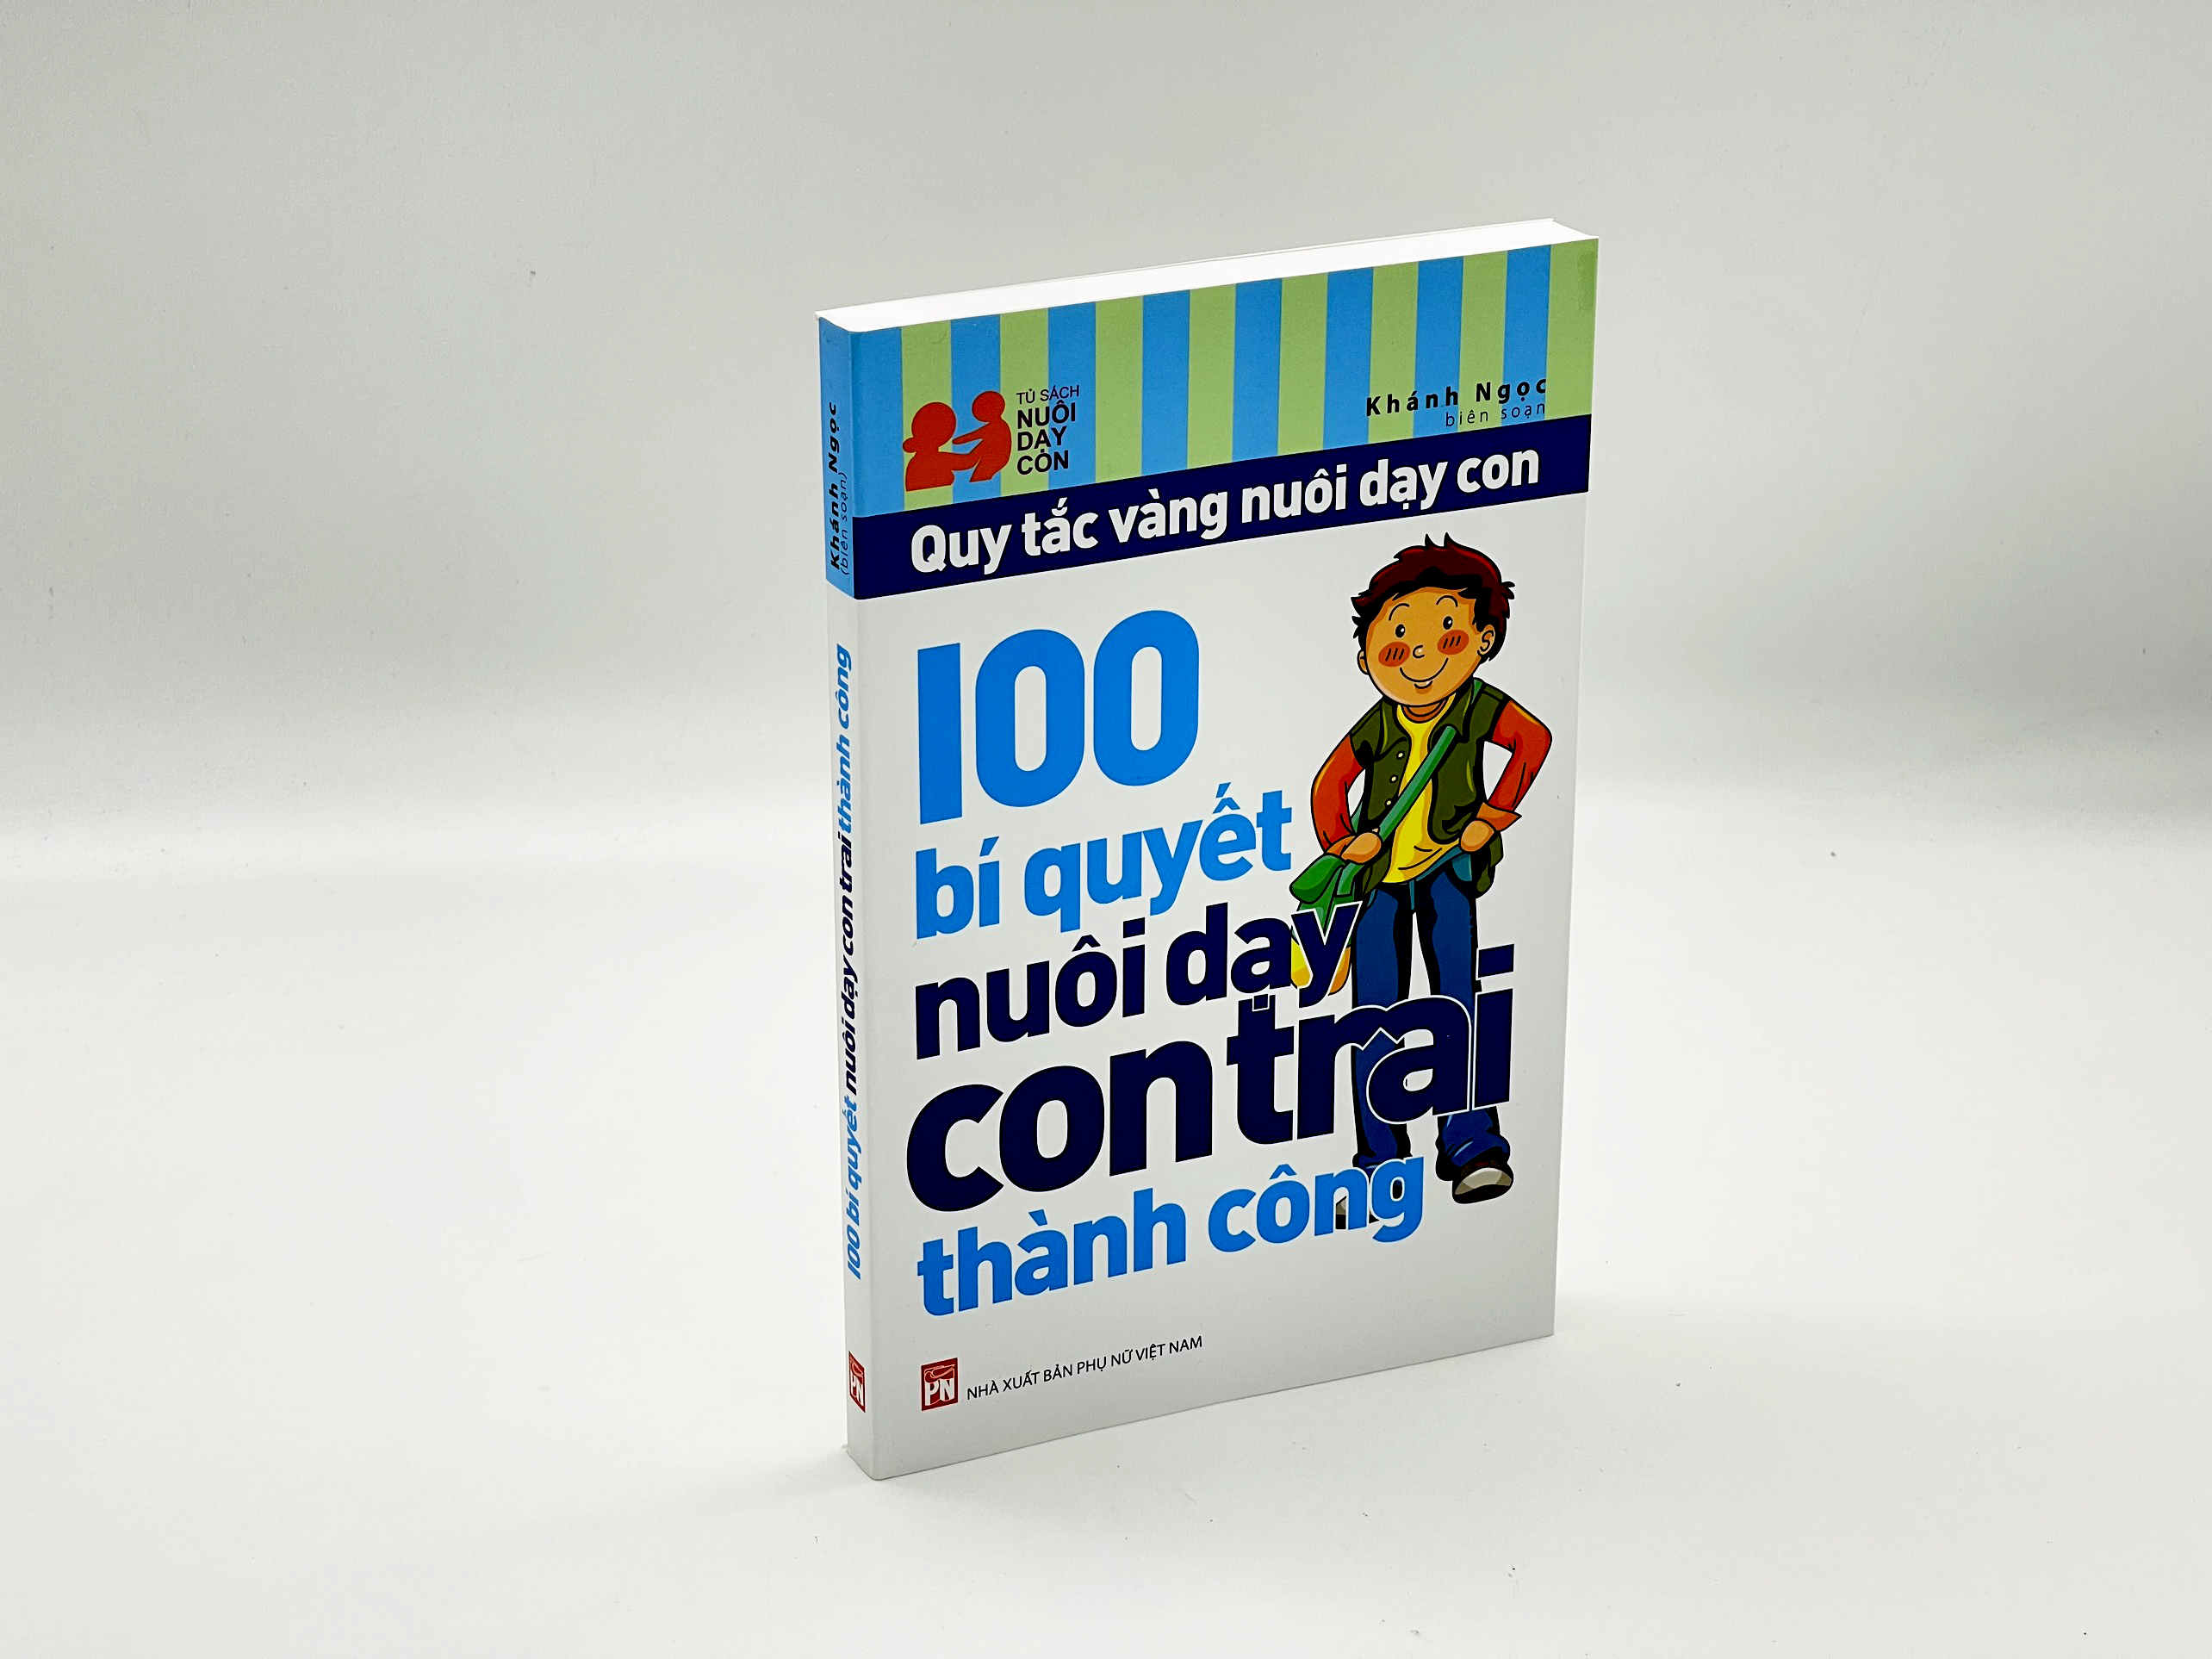 TỦ SÁCH
NUÔI
DẠY
CON
Khánh Ngọc
biên soạn
Quy tắc vàng nuôi dạy con
100
bí quyết
nuôi dạy
con trai
thành công
PN
NHÀ XUẤT BẢN PHỤ NỮ VIỆT NAM
Khánh Ngọc
(biên soạn)
100 bí quyết nuôi dạy con trai thành công
PN